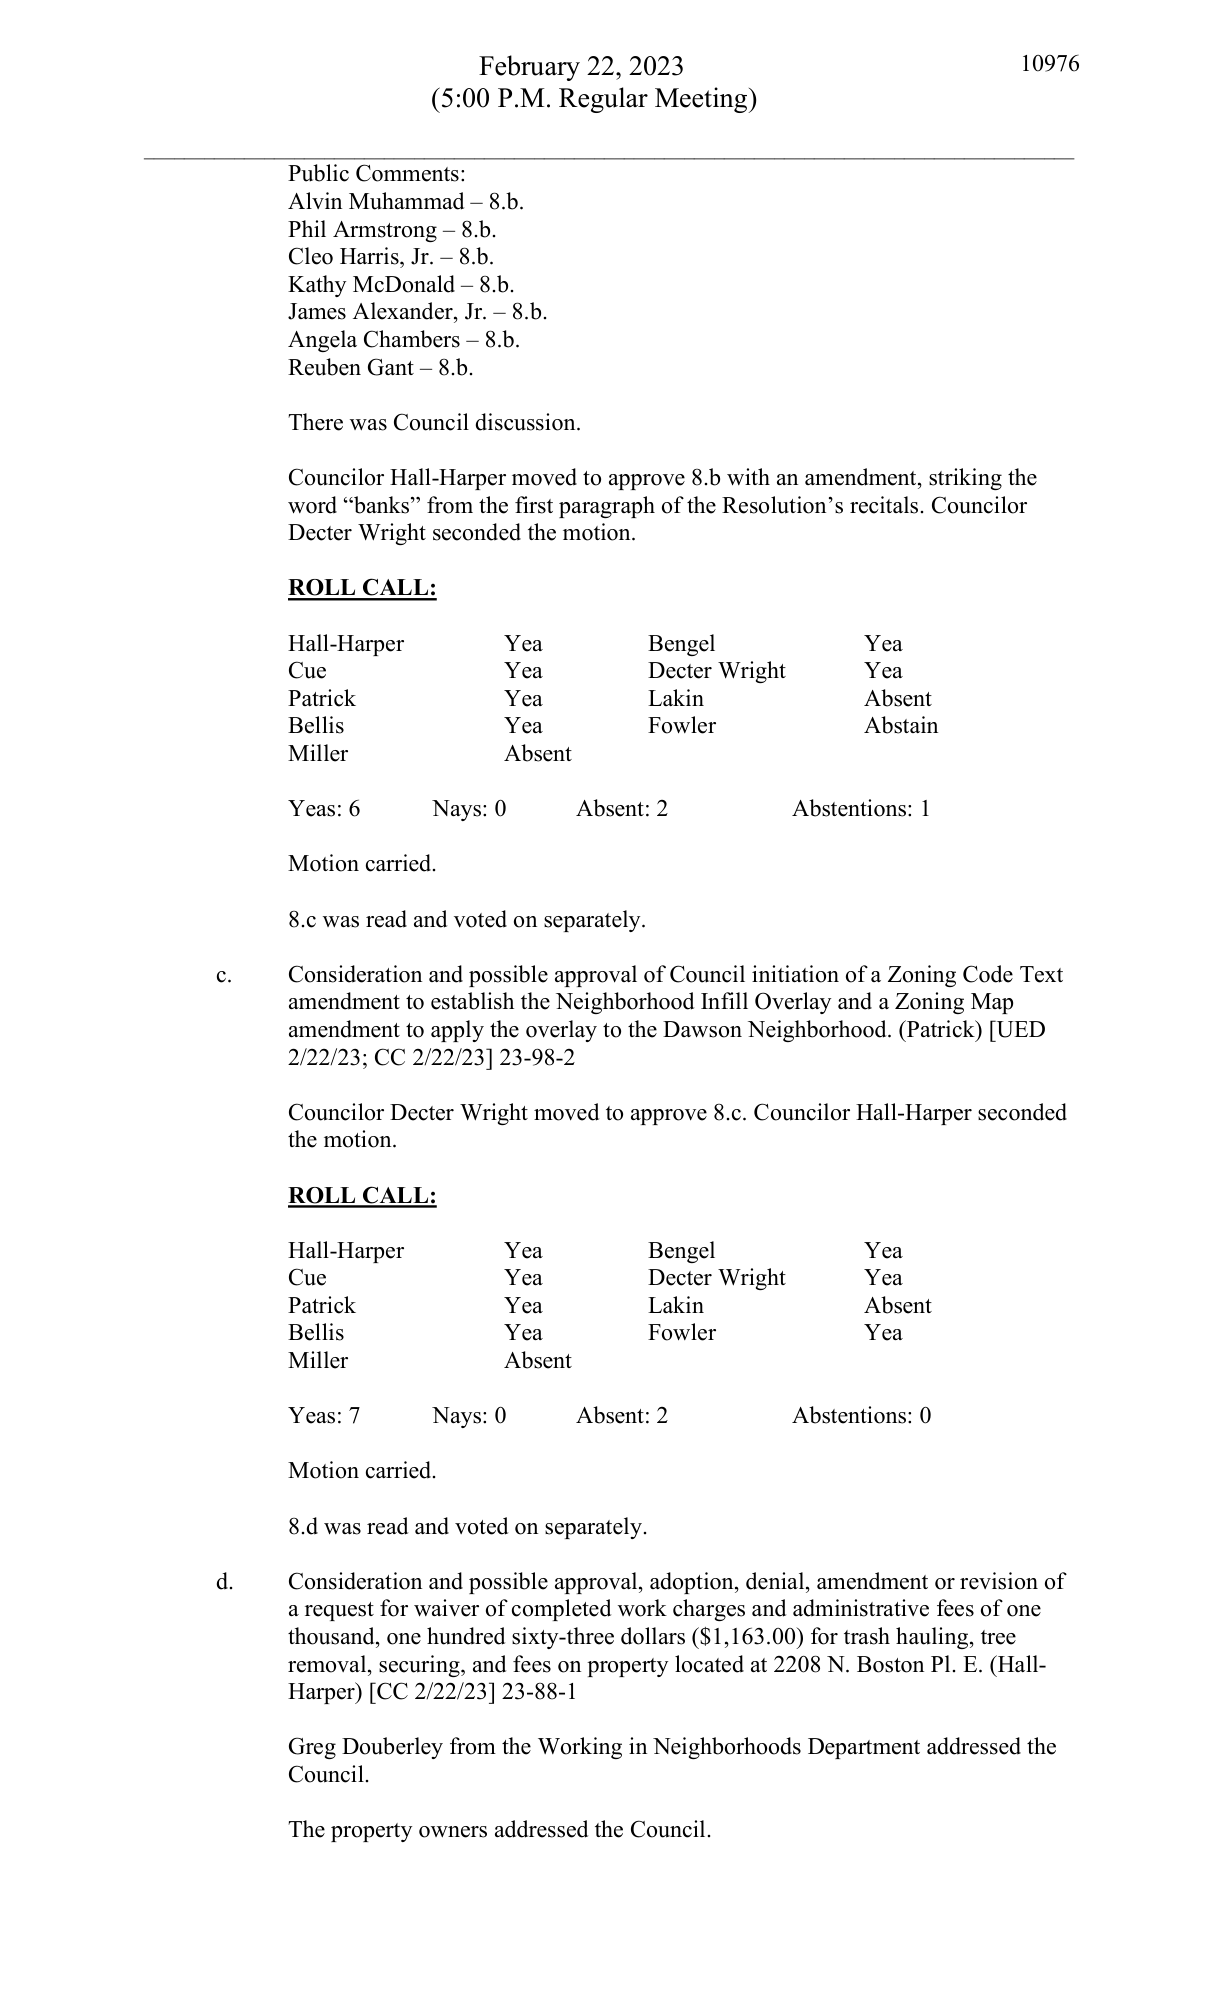 February 22, 2023 10976
(5:00 P.M. Regular Meeting)
Public Comments:
Alvin Muhammad – 8.b.
Phil Armstrong – 8.b.
Cleo Harris, Jr. – 8.b.
Kathy McDonald – 8.b.
James Alexander, Jr. – 8.b.
Angela Chambers – 8.b.
Reuben Gant – 8.b.
There was Council discussion.
Councilor Hall-Harper moved to approve 8.b with an amendment, striking the
word “banks” from the first paragraph of the Resolution’s recitals. Councilor
Decter Wright seconded the motion.
ROLL CALL:
Hall-Harper Yea Bengel Yea
Cue Yea Decter Wright Yea
Patrick Yea Lakin Absent
Bellis Yea Fowler Abstain
Miller Absent
Yeas: 6 Nays: 0 Absent: 2 Abstentions: 1
Motion carried.
8.c was read and voted on separately.
c. Consideration and possible approval of Council initiation of a Zoning Code Text
amendment to establish the Neighborhood Infill Overlay and a Zoning Map
amendment to apply the overlay to the Dawson Neighborhood. (Patrick) [UED
2/22/23; CC 2/22/23] 23-98-2
Councilor Decter Wright moved to approve 8.c. Councilor Hall-Harper seconded
the motion.
ROLL CALL:
Hall-Harper Yea Bengel Yea
Cue Yea Decter Wright Yea
Patrick Yea Lakin Absent
Bellis Yea Fowler Yea
Miller Absent
Yeas: 7 Nays: 0 Absent: 2 Abstentions: 0
Motion carried.
8.d was read and voted on separately.
d. Consideration and possible approval, adoption, denial, amendment or revision of
a request for waiver of completed work charges and administrative fees of one
thousand, one hundred sixty-three dollars ($1,163.00) for trash hauling, tree
removal, securing, and fees on property located at 2208 N. Boston Pl. E. (Hall-
Harper) [CC 2/22/23] 23-88-1
Greg Douberley from the Working in Neighborhoods Department addressed the
Council.
The property owners addressed the Council.